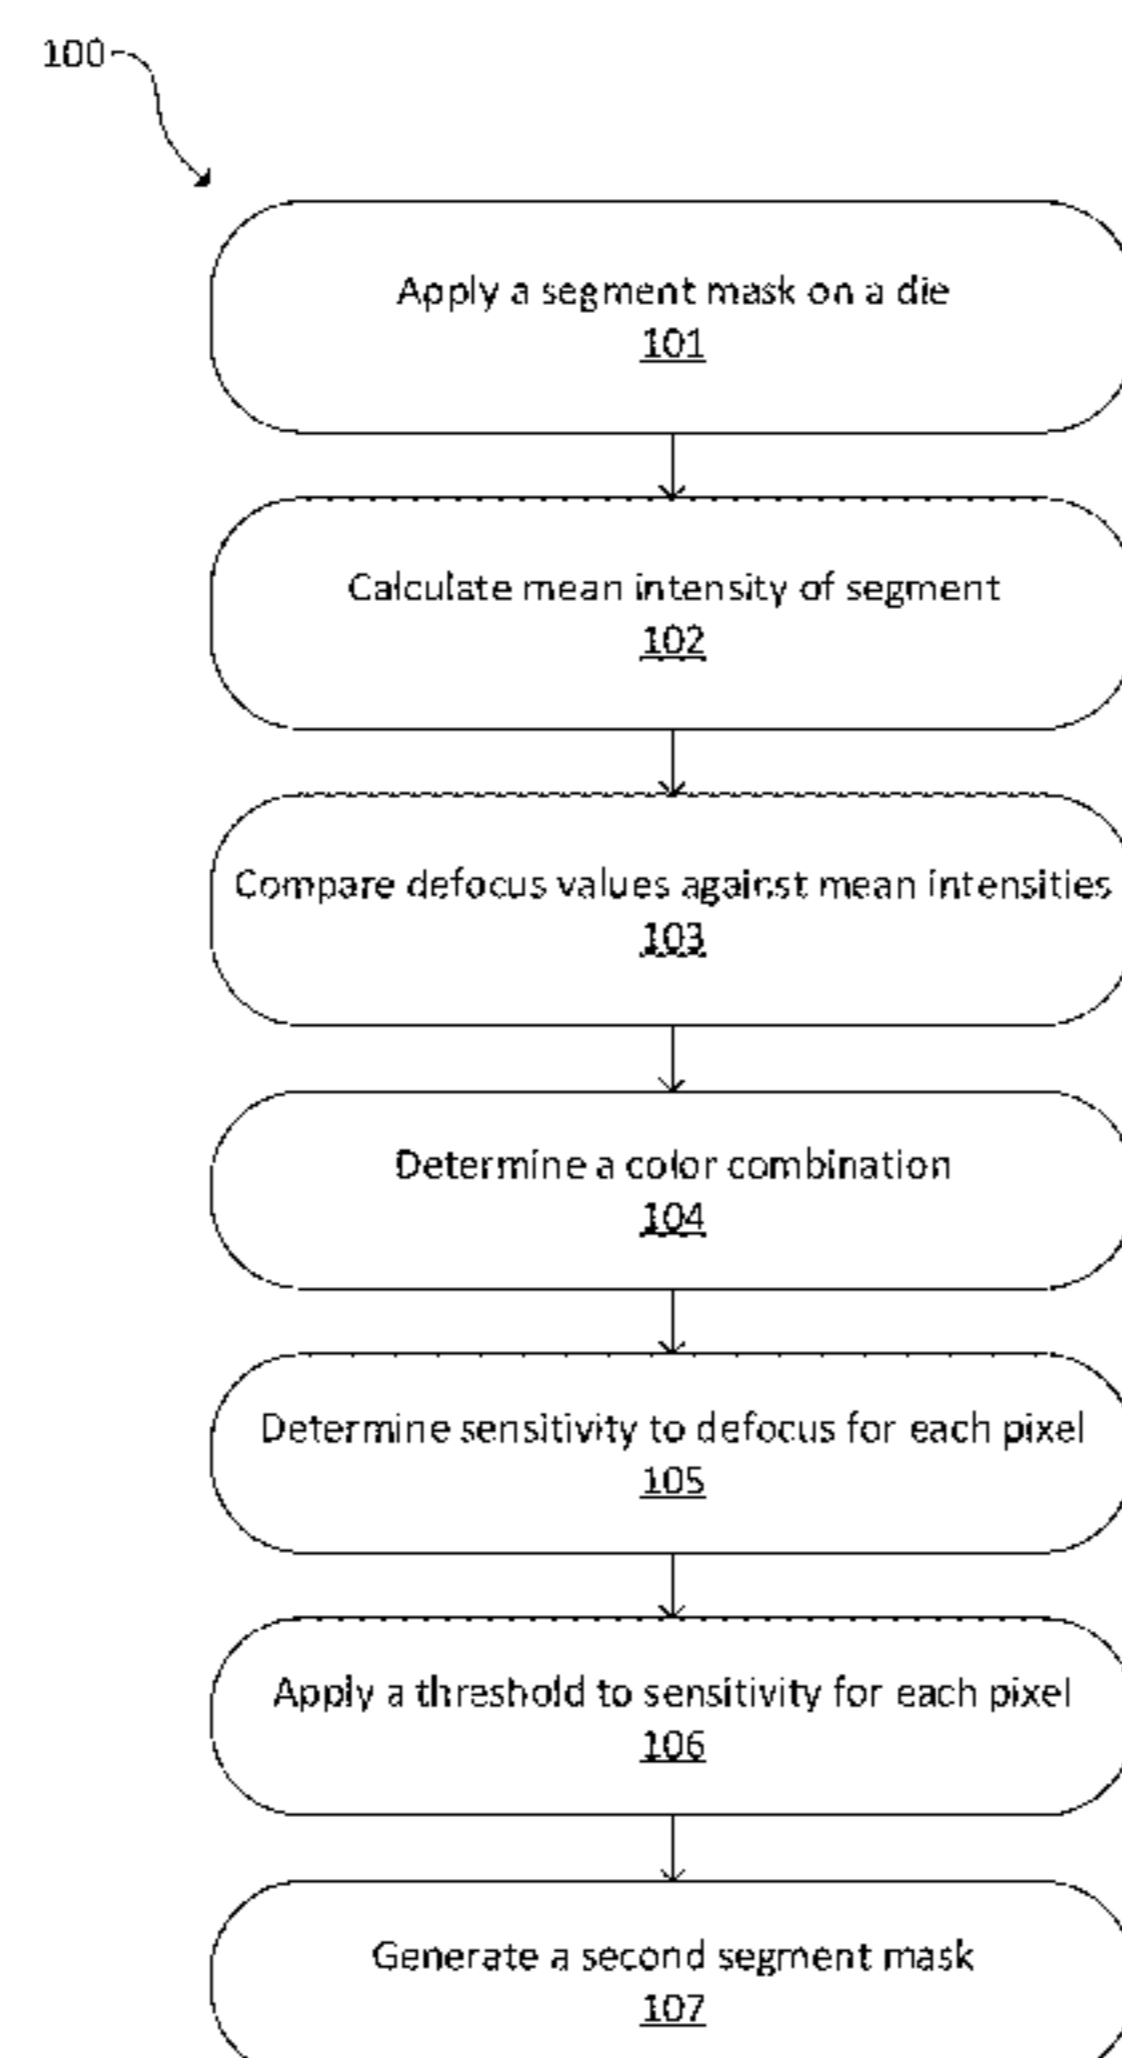 100
Apply a segment mask on a die
101
Calculate mean intensity of segment
102
Compare defocus values against mean intensities
103
Determine a color combination
104
Determine sensitivity to defocus for each pixel
105
Apply a threshold to sensitivity for each pixel
106
Generate a second segment mask
107